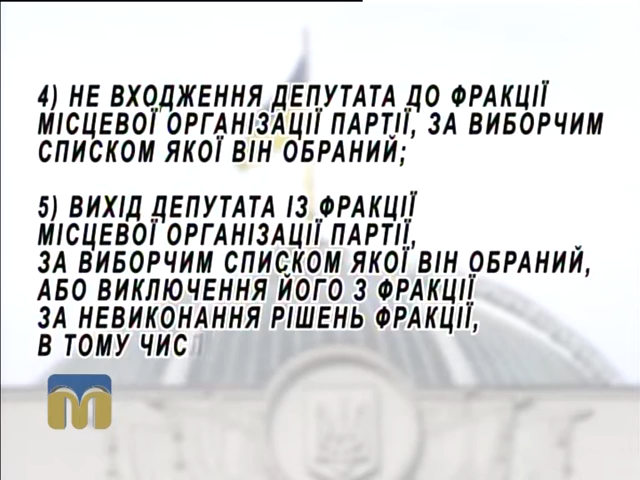 4) НЕ ВХОДЖЕННЯ ДЕПУТАТА ДО ФРАКЦІЇ
МІСЦЕВОЇ ОРГАНІЗАЦІЇ ПАРТІЇ, ЗА ВИБОРЧИМ
СПИСКОМ ЯКОЇ ВІН ОБРАНИЙ;
5) ВИХІД ДЕПУТАТА ІЗ ФРАКЦІЇ
МІСЦЕВОЇ ОРГАНІЗАЦІЇ ПАРТІЇ,
ЗА ВИБОРЧИМ СПИСКОМ ЯКОЇ ВІН ОБРАНИЙ,
АБО ВИКЛЮЧЕННЯ ЙОГО З ФРАКЦІЇ
ЗА НЕВИКОНАННЯ РІШЕНЬ ФРАКЦІЇ,
В ТОМУ ЧИС